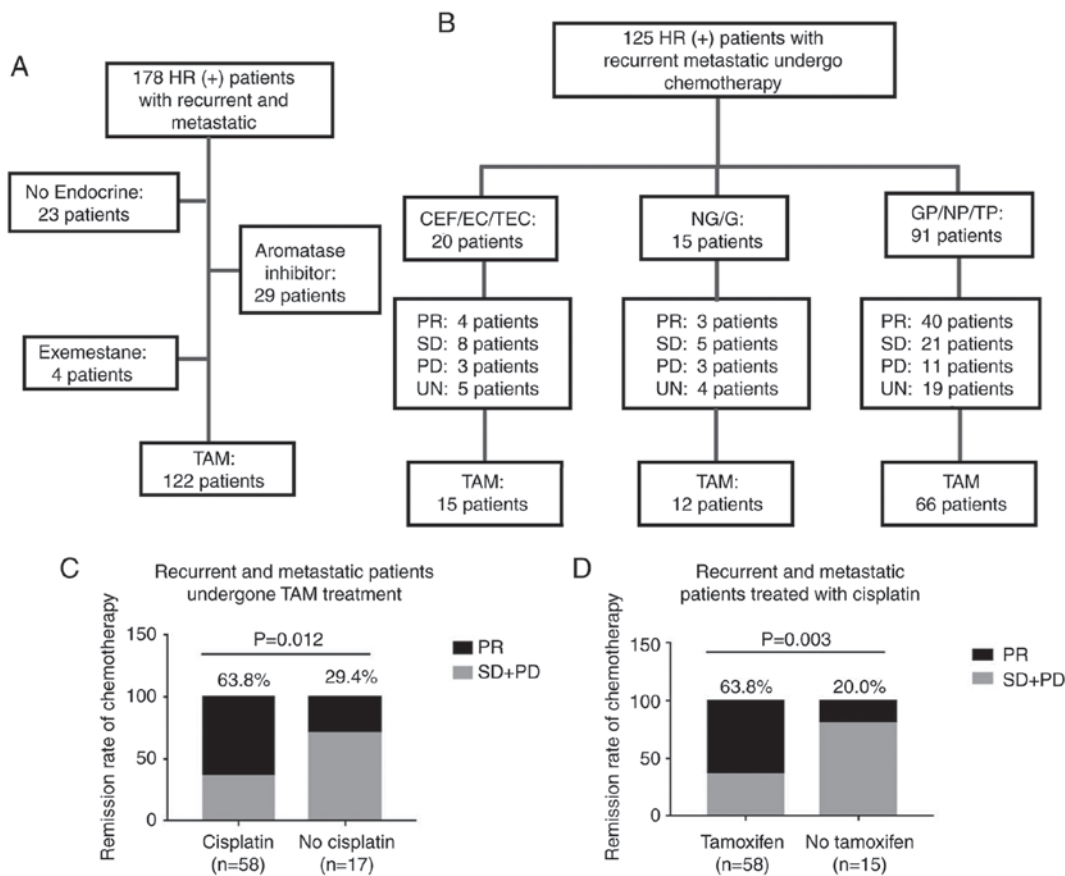 A
178 HR (+) patients
with recurrent and
metastatic
No Endocrine:
23 patients
Aromatase
inhibitor:
29 patients
Exemestane:
4 patients
TAM:
122 patients
B
125 HR (+) patients with
recurrent metastatic undergo
chemotherapy
CEF/EC/TEC:
20 patients
NG/G:
15 patients
GP/NP/TP:
91 patients
PR: 4 patients
SD: 8 patients
PD: 3 patients
UN: 5 patients
PR: 3 patients
SD: 5 patients
PD: 3 patients
UN: 4 patients
PR: 40 patients
SD: 21 patients
PD: 11 patients
UN: 19 patients
TAM:
15 patients
TAM:
12 patients
TAM
66 patients
C
Recurrent and metastatic patients
undergone TAM treatment
Remission rate of chemotherapy
150
100
50
0
P=0.012
63.8%
29.4%
PR
SD+PD
Cisplatin
(n=58)
No cisplatin
(n=17)
D
Recurrent and metastatic
patients treated with cisplatin
Remission rate of chemotherapy
150
100
50
0
P=0.003
63.8%
20.0%
PR
SD+PD
Tamoxifen
(n=58)
No tamoxifen
(n=15)